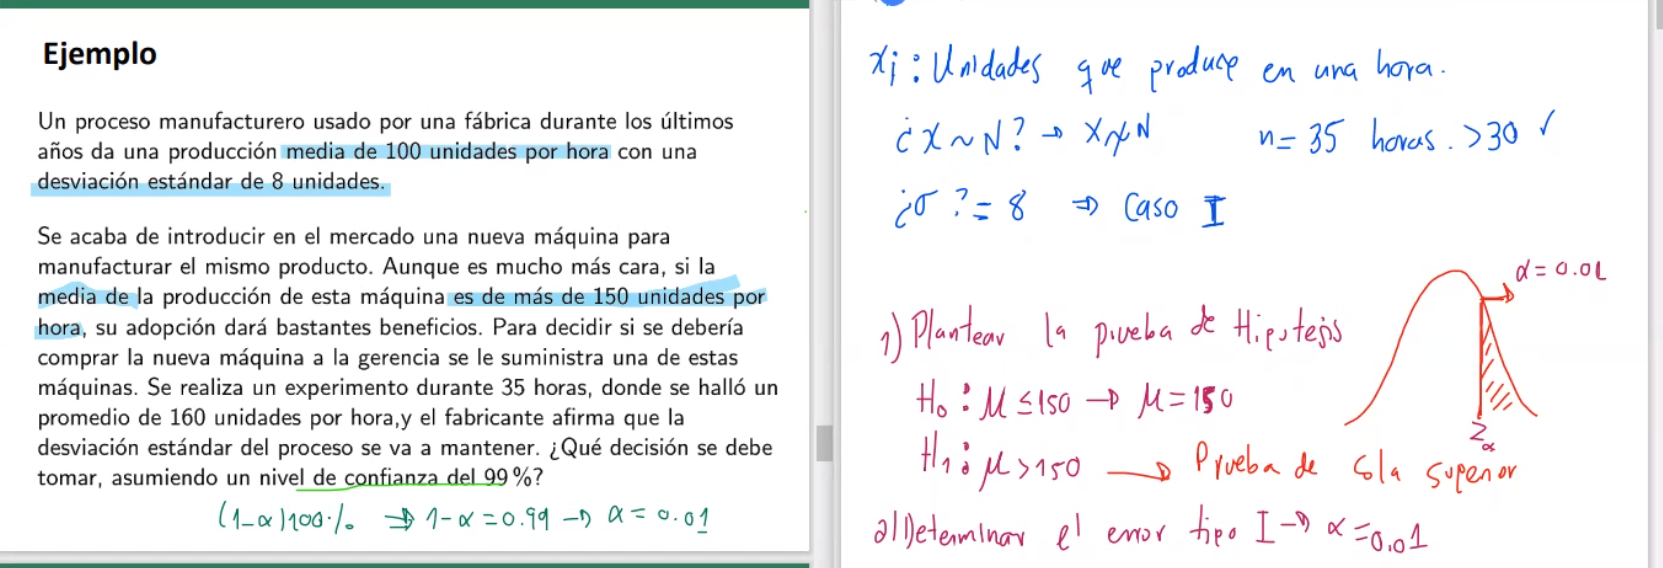 Ejemplo
Un proceso manufacturero usado por una fábrica durante los últimos
años da una producción media de 100 unidades por hora con una
desviación estándar de 8 unidades.
Se acaba de introducir en el mercado una nueva máquina para
manufacturar el mismo producto. Aunque es mucho más cara, si la
media de la producción de esta máquina es de más de 150 unidades por
hora, su adopción dará bastantes beneficios. Para decidir si se debería
comprar la nueva máquina a la gerencia se le suministra una de estas
máquinas. Se realiza un experimento durante 35 horas, donde se halló un
promedio de 160 unidades por hora,y el fabricante afirma que la
desviación estándar del proceso se va a mantener. ¿Qué decisión se debe
tomar, asumiendo un nivel de confianza del 99 %?
(1-α)100% ⇒ 1-α = 0.99 → α = 0.01
Xi : Unidades que produce en una hora.
¿X ~ N? → X ≁ N n = 35 horas. >30 ✓
¿σ? = 8 ⇒ Caso I
α = 0.01
1) Plantear la prueba de Hipótesis
H₀ : μ ≤ 150 → μ = 150
Zα
H₁ : μ > 150 → Prueba de cola superior
2) Determinar el error tipo I → α = 0.01